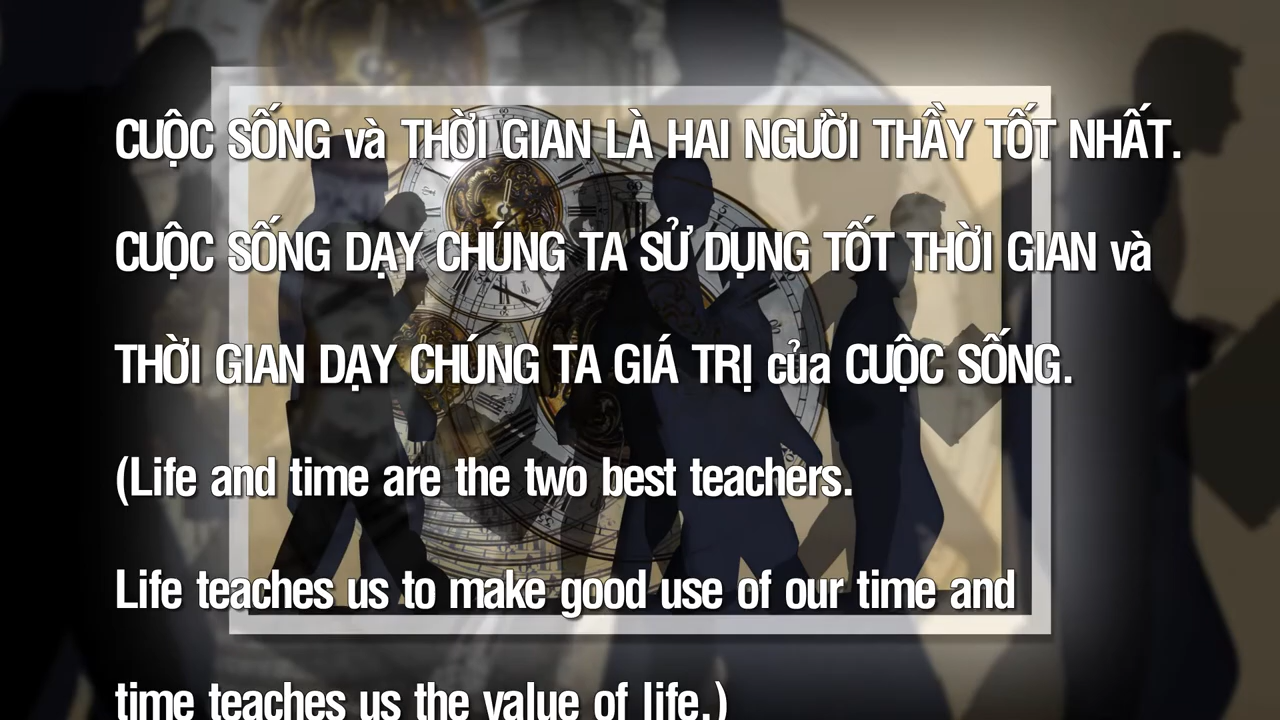 CUỘC SỐNG và THỜI GIAN LÀ HAI NGƯỜI THẦY TỐT NHẤT.
CUỘC SỐNG DẠY CHÚNG TA SỬ DỤNG TỐT THỜI GIAN và
THỜI GIAN DẠY CHÚNG TA GIÁ TRỊ của CUỘC SỐNG.
(Life and time are the two best teachers.
Life teaches us to make good use of our time and
time teaches us the value of life.)